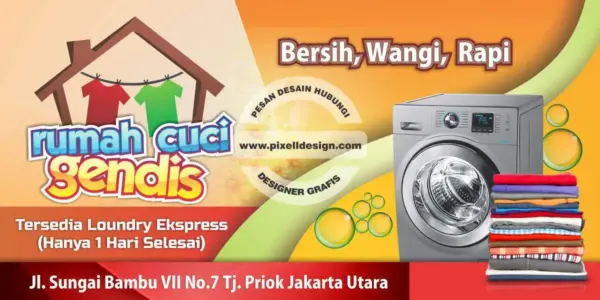 rumah cuci
gendis
Tersedia Loundry Ekspress
(Hanya 1 Hari Selesai)
Bersih, Wangi, Rapi
PESAN DESAIN HUBUNGI
www.pixelldesign.com
DESIGNER GRAFIS
Jl. Sungai Bambu VII No.7 Tj. Priok Jakarta Utara